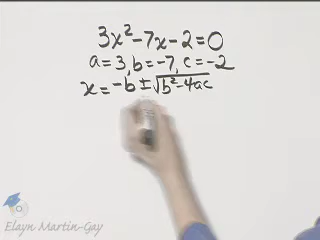 3x²-7x-2=0
a=3, b=-7, c=-2
x=-b±√b²-4ac
Elayn Martin-Gay